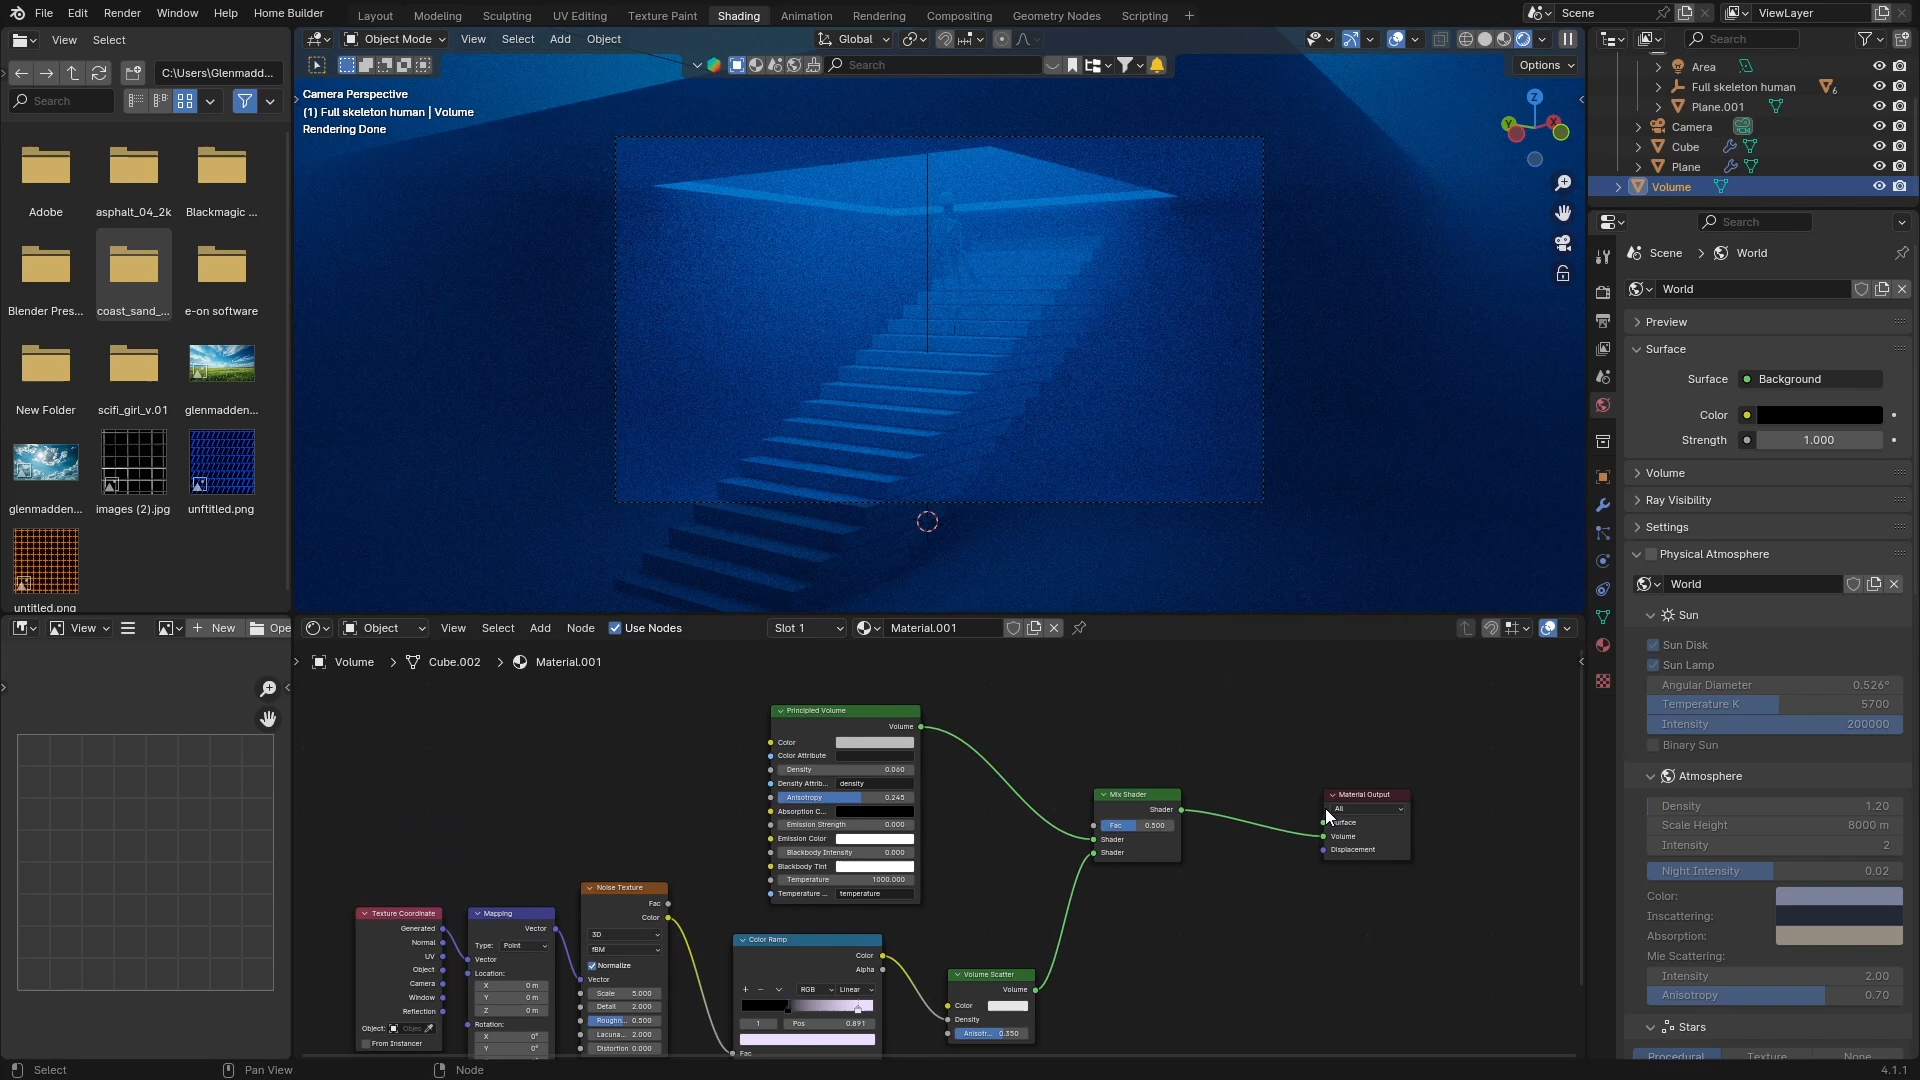 File Edit Render Window Help Home Builder Layout Modeling Sculpting UV Editing Texture Paint Shading Animation Rendering Compositing Geometry Nodes Scripting + Scene ViewLayer
View Select
C:\Users\Glenmadd...
Search
Adobe asphalt_04_2k Blackmagic ...
Blender Pres... coast_sand_... e-on software
New Folder scifi_girl_v.01 glenmadden...
glenmadden... images (2).jpg unftitled.png
untitled.png
Object Mode View Select Add Object Global
Search Options
Camera Perspective
(1) Full skeleton human | Volume
Rendering Done
Z
Y X
Search
Area
Full skeleton human 6
Plane.001
Camera
Cube
Plane
Volume
Search
Scene > World
World
Preview
Surface
Surface Background
Color
Strength 1.000
Volume
Ray Visibility
Settings
Physical Atmosphere
World
Sun
Sun Disk
Sun Lamp
Angular Diameter 0.526°
Temperature K 5700
Intensity 200000
Binary Sun
Atmosphere
Density 1.20
Scale Height 8000 m
Intensity 2
Night Intensity 0.02
Color:
Inscattering:
Absorption:
Mie Scattering:
Intensity 2.00
Anisotropy 0.70
Stars
Procedural Texture None
View + New Ope
Object View Select Add Node Use Nodes Slot 1 Material.001
Volume > Cube.002 > Material.001
Principled Volume
Volume
Color
Color Attribute
Density 0.060
Density Attrib... density
Anisotropy 0.245
Absorption C...
Emission Strength 0.000
Emission Color
Blackbody Intensity 0.000
Blackbody Tint
Temperature 1000.000
Temperature ... temperature
Mix Shader
Shader
Fac 0.500
Shader
Shader
Material Output
All
Surface
Volume
Displacement
Texture Coordinate
Generated
Normal
UV
Object
Camera
Window
Reflection
Object: Objec
From Instancer
Mapping
Vector
Type: Point
Vector
Location:
X 0 m
Y 0 m
Z 0 m
Rotation:
X 0°
Y 0°
Noise Texture
Fac
Color
3D
fBM
Normalize
Vector
Scale 5.000
Detail 2.000
Roughn... 0.500
Lacuna... 2.000
Distortion 0.000
Color Ramp
Color
Alpha
+ − RGB Linear
1 Pos 0.891
Fac
Volume Scatter
Volume
Color
Density
Anisotr... 0.350
Select Pan View Node 4.1.1